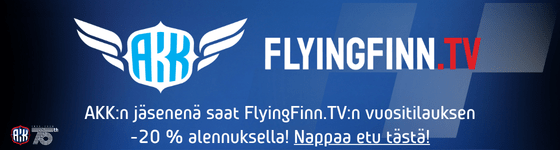 AKK
FLYINGFINN.TV
AKK:n jäsenenä saat FlyingFinn.TV:n vuositilauksen
-20 % alennuksella! Nappaa etu tästä!
AKK